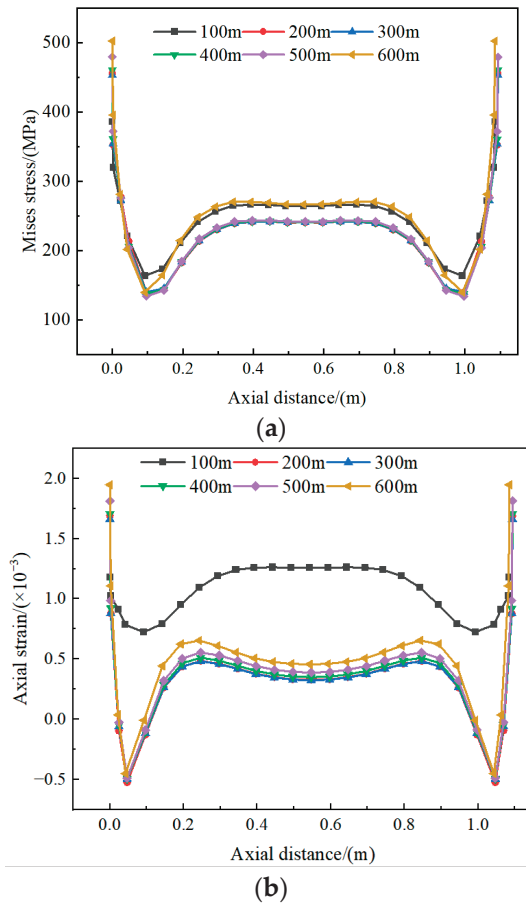 100m 200m 300m
400m 500m 600m
500
400
300
200
100
Mises stress/(MPa)
0.0 0.2 0.4 0.6 0.8 1.0
Axial distance/(m)
(a)
100m 200m 300m
400m 500m 600m
2.0
1.5
1.0
0.5
0.0
−0.5
Axial strain/(×10⁻³)
0.0 0.2 0.4 0.6 0.8 1.0
Axial distance/(m)
(b)